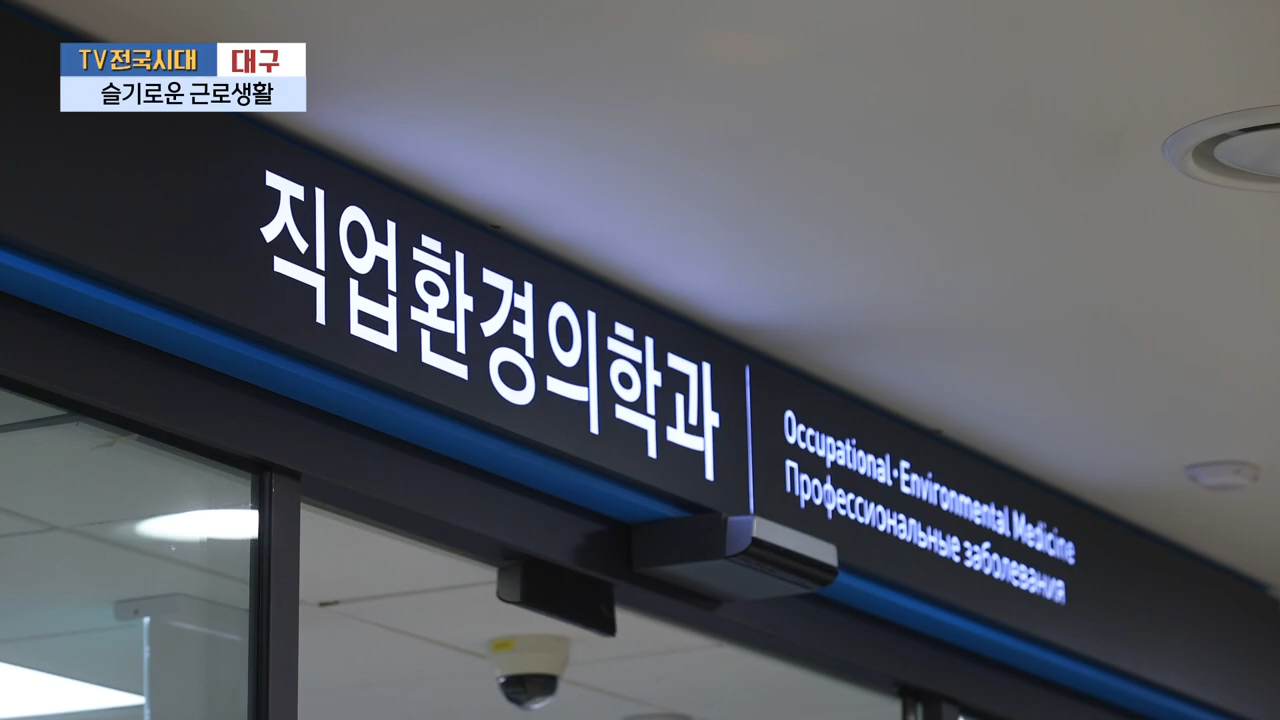 TV전국시대 대구
슬기로운 근로생활
직업환경의학과
Occupational·Environmental Medicine
Профессиональные заболевания